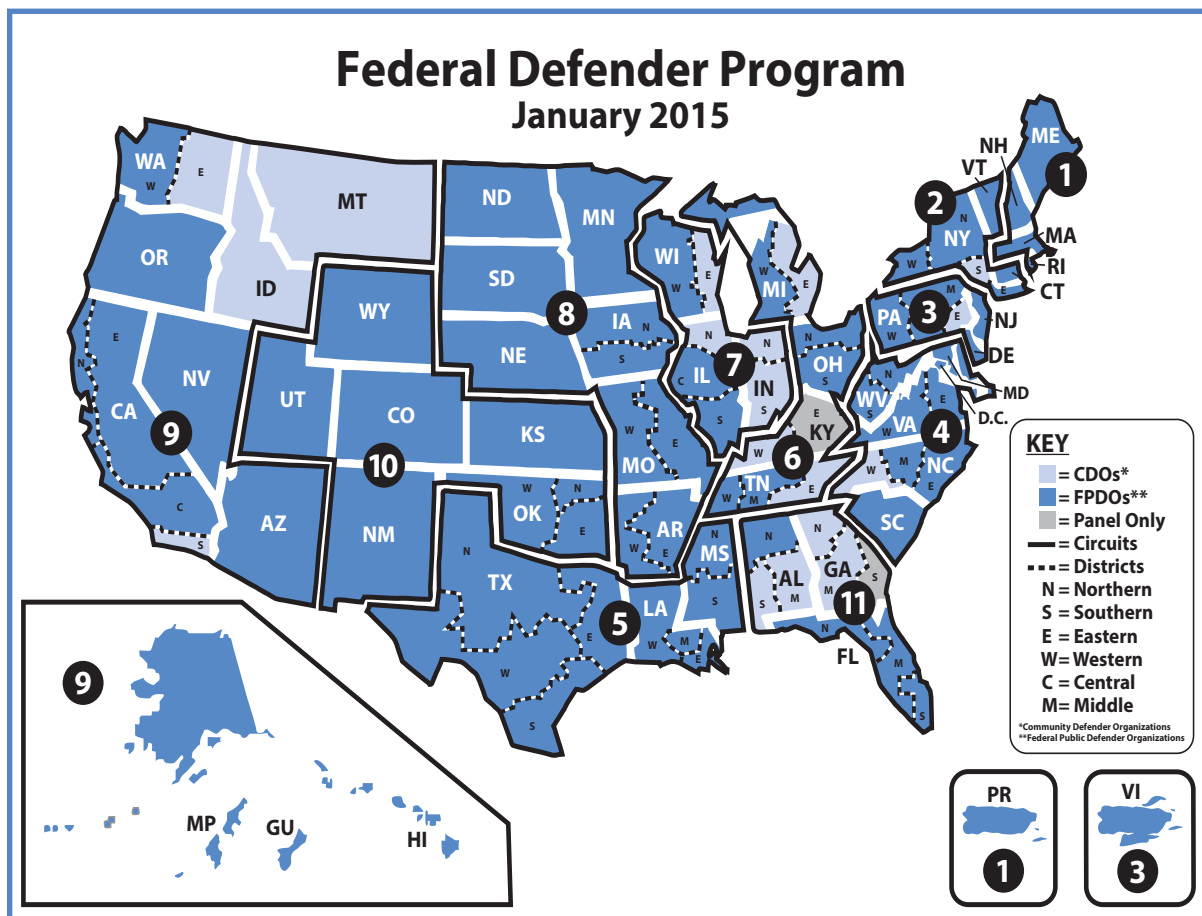 Federal Defender Program
January 2015
WA
W
E
MT
OR
ID
ND
MN
SD
WY
NE
8
IA
N
S
WI
W
E
MI
W
E
ME
NH
VT
1
2
N
NY
W
S
E
MA
RI
CT
PA
M
3
E
W
NJ
DE
MD
D.C.
N
E
NV
CA
9
C
S
UT
CO
10
KS
AZ
NM
N
7
N
IL
C
S
IN
S
N
OH
S
N
WV
S
E
VA
W
4
E
KY
W
6
TN
W
M
E
W
M
NC
E
SC
MO
W
E
W
N
OK
E
AR
W
E
N
TX
W
E
S
5
LA
W
M
E
N
MS
S
N
AL
S
M
N
GA
M
S
11
N
FL
M
S
KEY
= CDOs*
= FPDOs**
= Panel Only
= Circuits
= Districts
N = Northern
S = Southern
E = Eastern
W = Western
C = Central
M = Middle
*Community Defender Organizations
**Federal Public Defender Organizations
9
MP
GU
HI
PR
1
VI
3